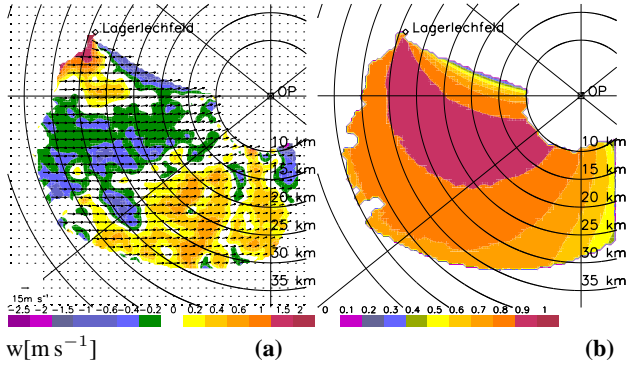 Lagerlechfeld
OP
10 km
15 km
20 km
25 km
30 km
35 km
15m s
-2.5 -2 -1.5 -1 -0.6-0.4-0.2 0 0.2 0.4 0.6 1 1.5 2
w[m s−1]
(a)
Lagerlechfeld
OP
10 km
15 km
20 km
25 km
30 km
35 km
0 0.1 0.2 0.3 0.4 0.5 0.6 0.7 0.8 0.9 1
(b)